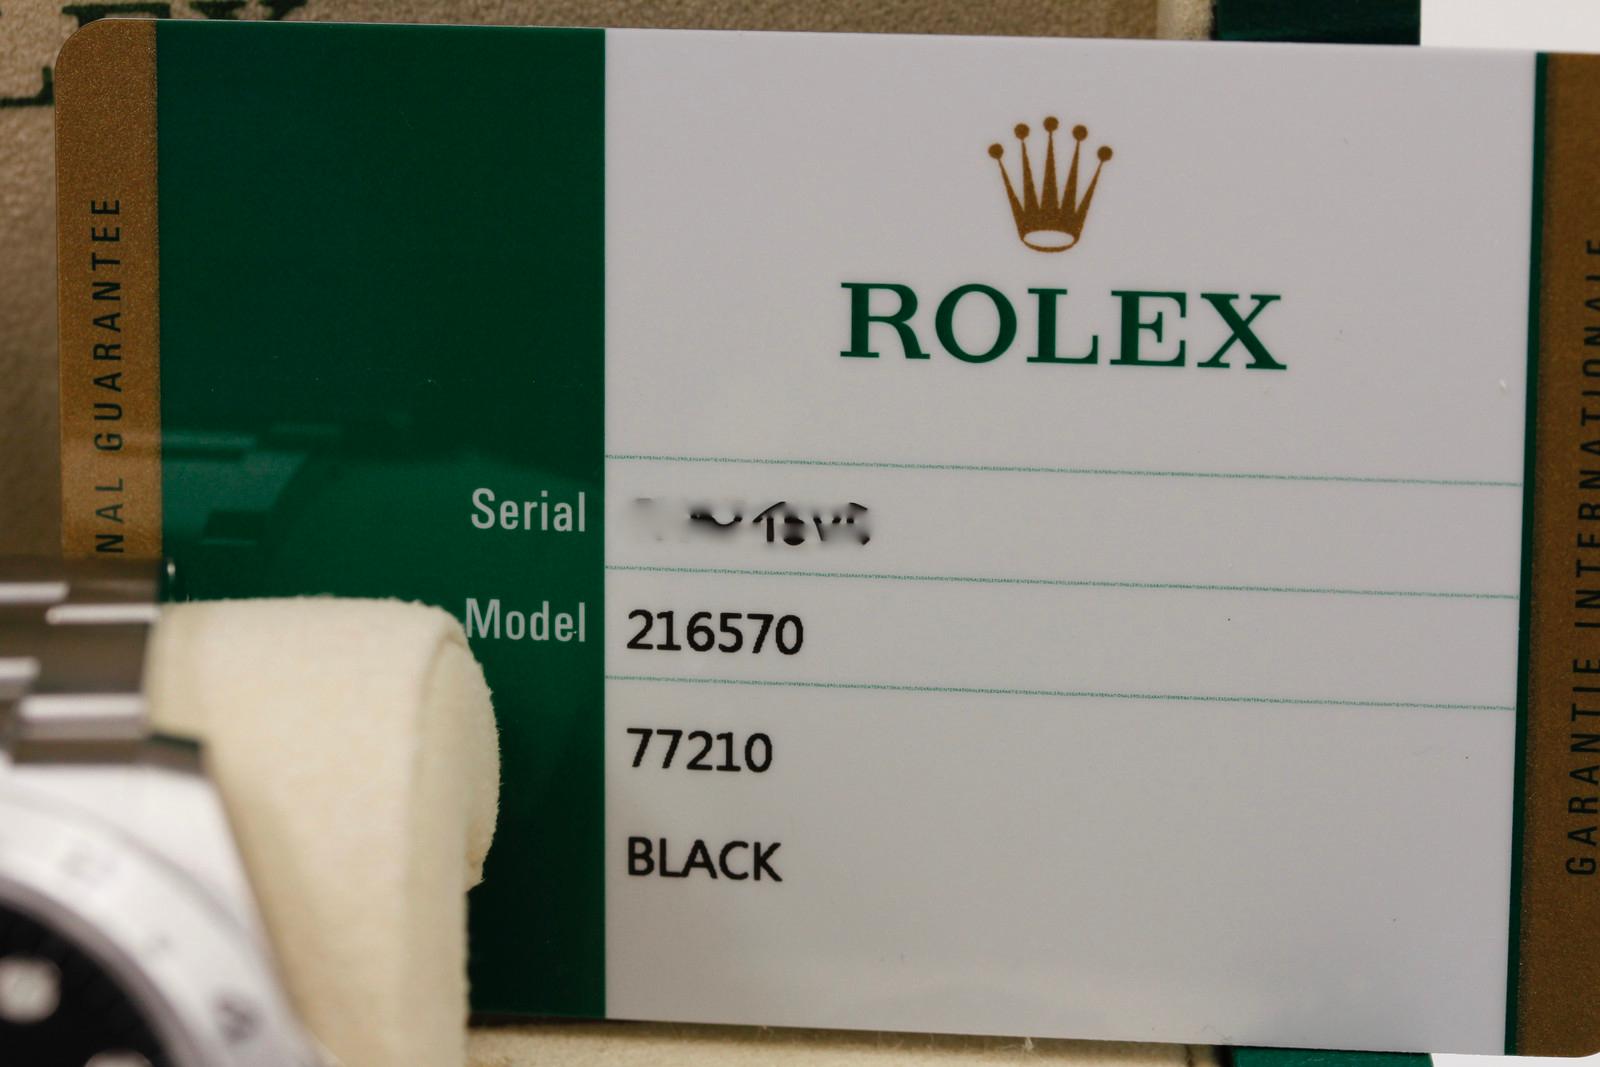 ROLEX
Serial
Model 216570
77210
BLACK
NAL GUARANTEE
GARANTIE INTERNATIONALE